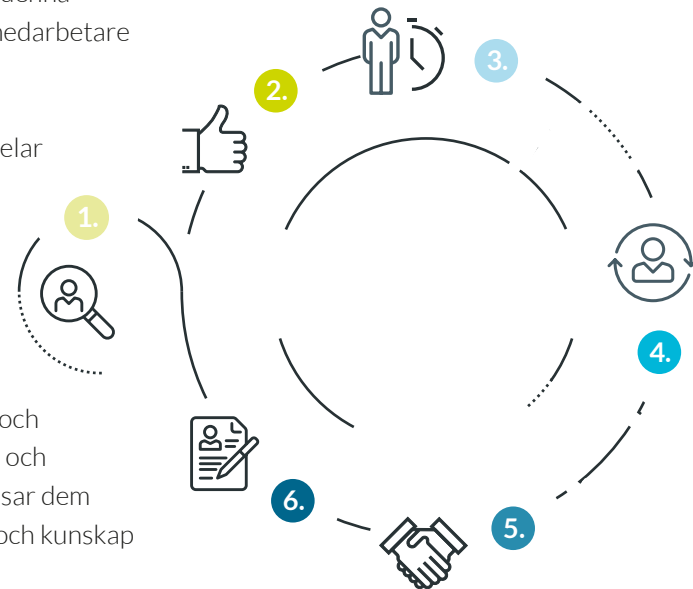 medarbetare
2.
3.
elar
1.
4.
och
och
sar dem
och kunskap
6.
5.